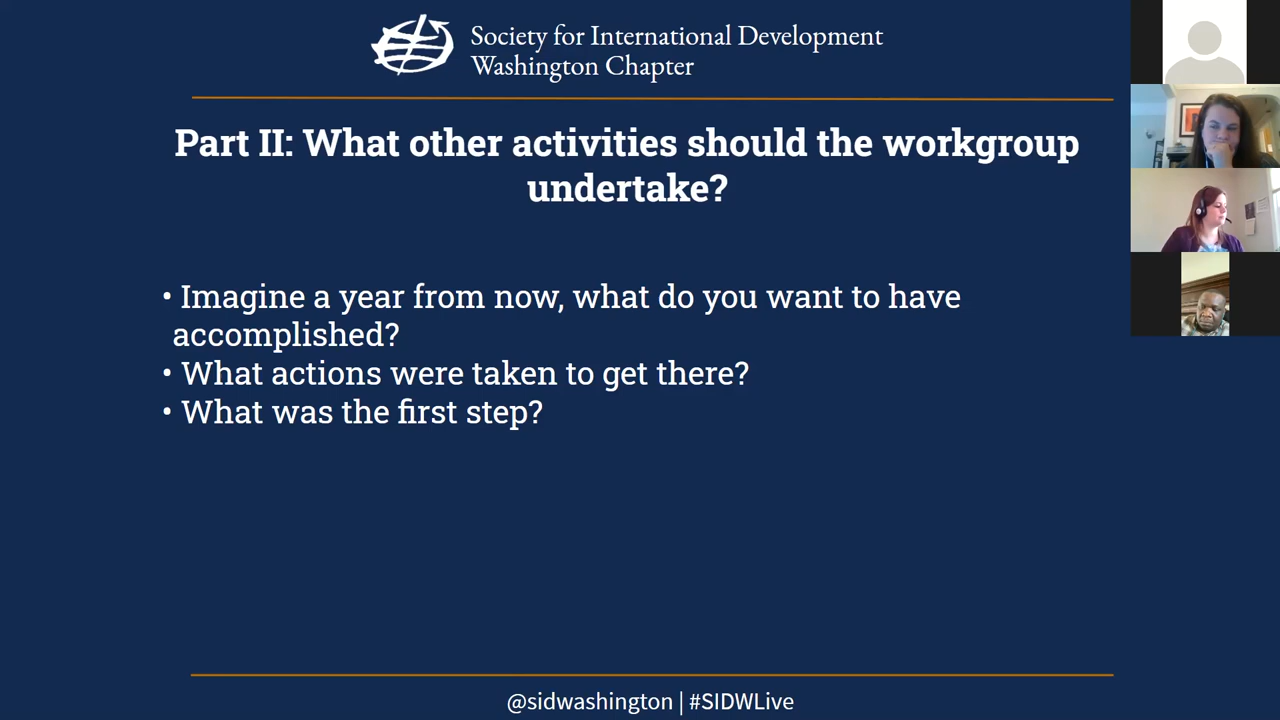 Society for International Development
Washington Chapter
Part II: What other activities should the workgroup
undertake?
• Imagine a year from now, what do you want to have
accomplished?
• What actions were taken to get there?
• What was the first step?
@sidwashington | #SIDWLive